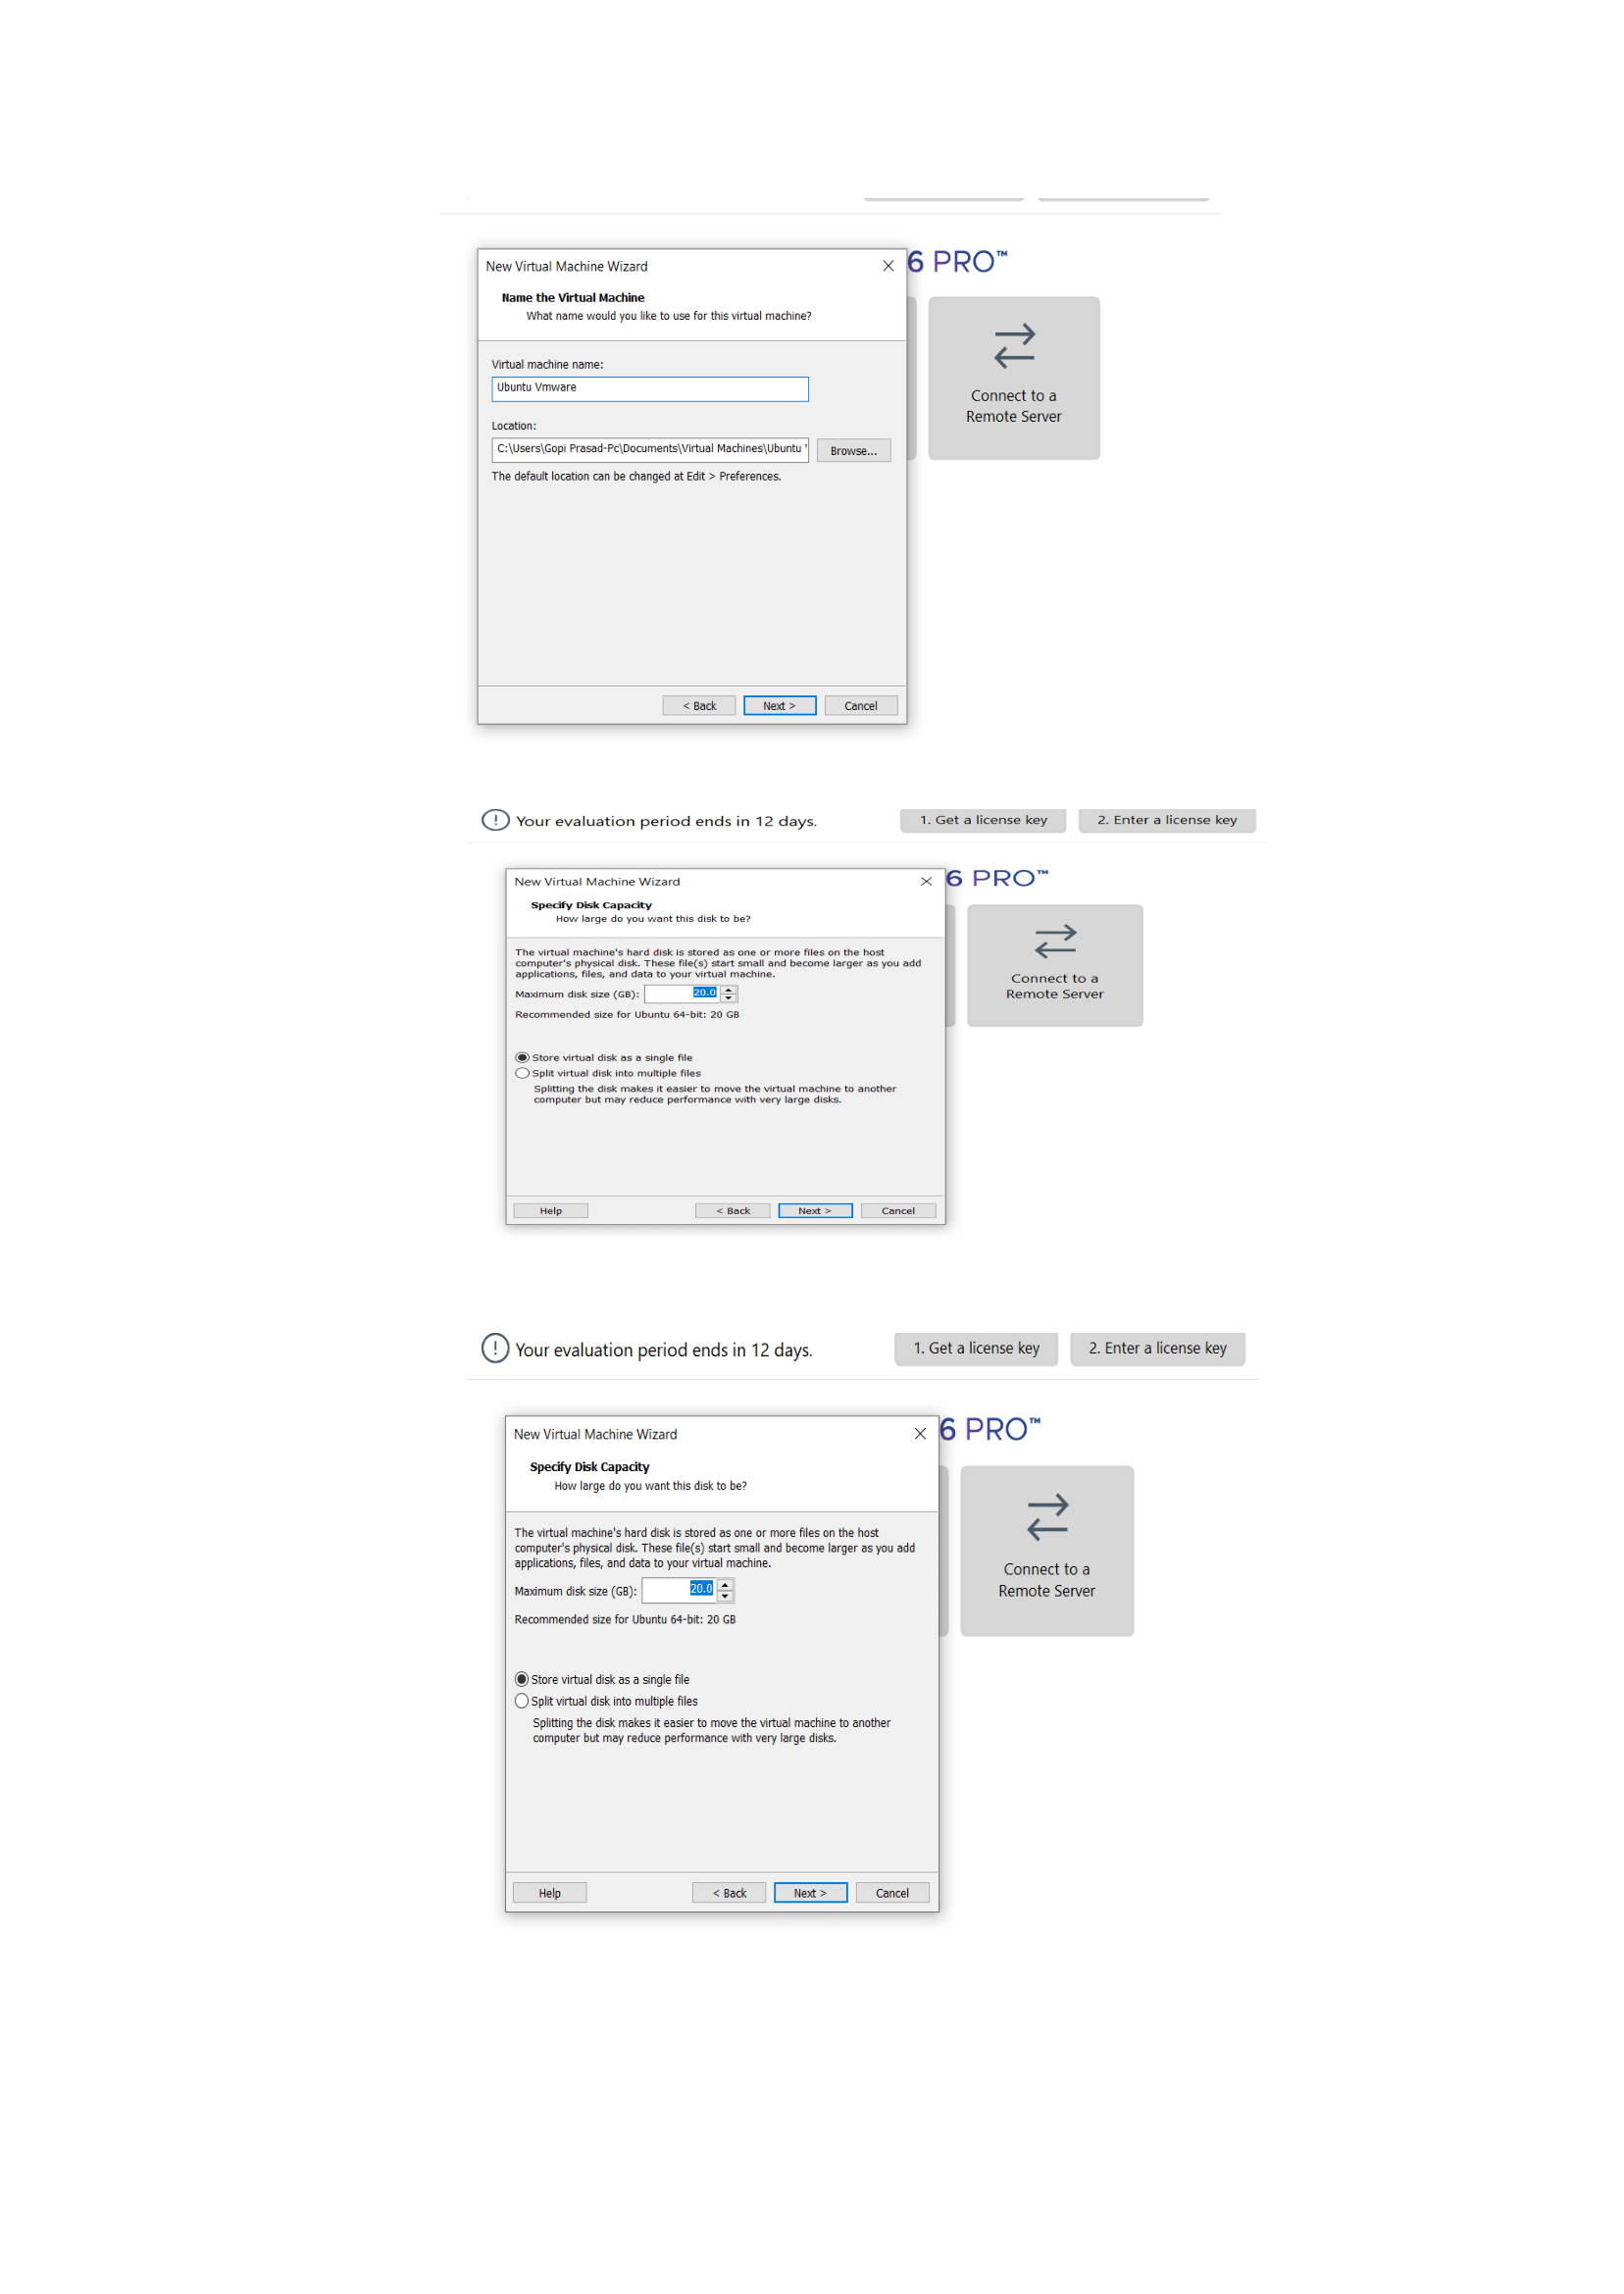 6 PRO™
New Virtual Machine Wizard
Name the Virtual Machine
What name would you like to use for this virtual machine?
Virtual machine name:
Ubuntu Vmware
Location:
C:\Users\Gopi Prasad-Pc\Documents\Virtual Machines\Ubuntu
Browse...
The default location can be changed at Edit > Preferences.
< Back
Next >
Cancel
Connect to a
Remote Server
Your evaluation period ends in 12 days.
1. Get a license key
2. Enter a license key
6 PRO™
New Virtual Machine Wizard
Specify Disk Capacity
How large do you want this disk to be?
The virtual machine's hard disk is stored as one or more files on the host
computer's physical disk. These file(s) start small and become larger as you add
applications, files, and data to your virtual machine.
Maximum disk size (GB): 20.0
Recommended size for Ubuntu 64-bit: 20 GB
Store virtual disk as a single file
Split virtual disk into multiple files
Splitting the disk makes it easier to move the virtual machine to another
computer but may reduce performance with very large disks.
Help
< Back
Next >
Cancel
Connect to a
Remote Server
Your evaluation period ends in 12 days.
1. Get a license key
2. Enter a license key
6 PRO™
New Virtual Machine Wizard
Specify Disk Capacity
How large do you want this disk to be?
The virtual machine's hard disk is stored as one or more files on the host
computer's physical disk. These file(s) start small and become larger as you add
applications, files, and data to your virtual machine.
Maximum disk size (GB): 20.0
Recommended size for Ubuntu 64-bit: 20 GB
Store virtual disk as a single file
Split virtual disk into multiple files
Splitting the disk makes it easier to move the virtual machine to another
computer but may reduce performance with very large disks.
Help
< Back
Next >
Cancel
Connect to a
Remote Server